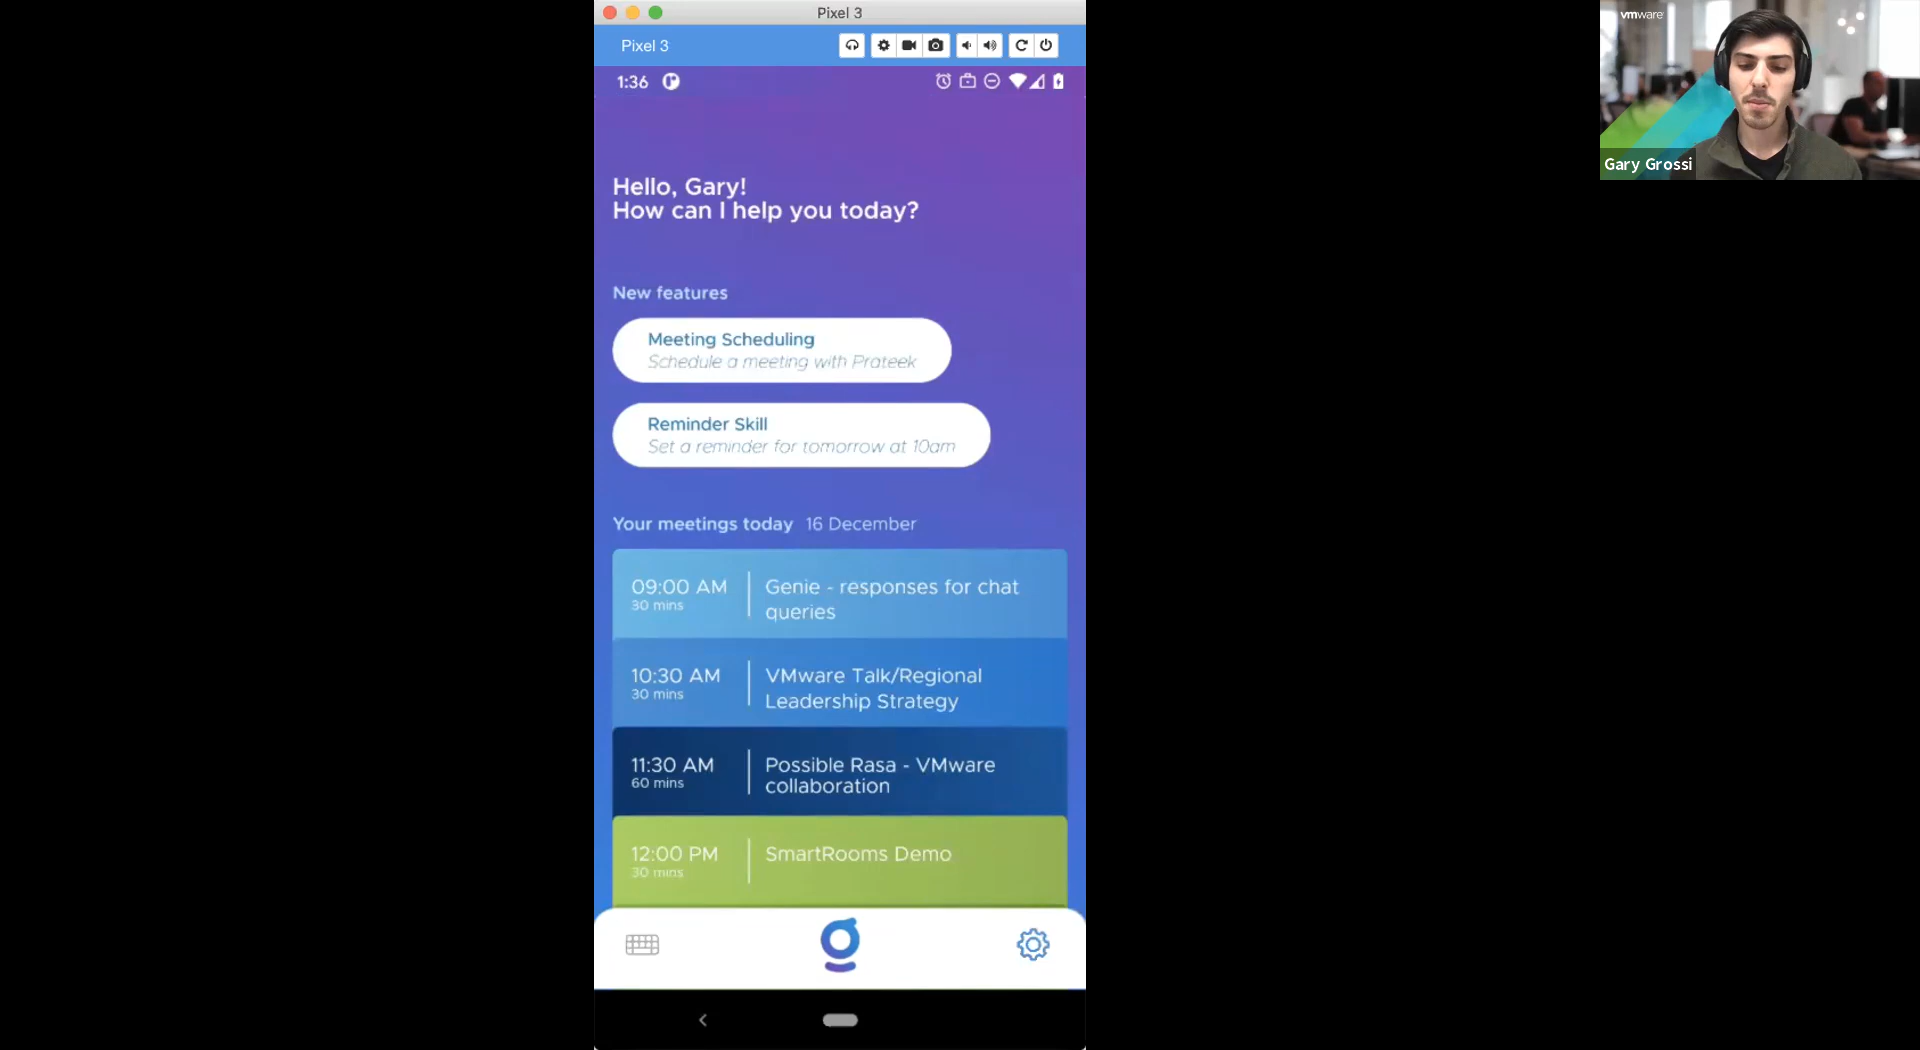 Pixel 3
Pixel 3
1:36
Hello, Gary!
How can I help you today?
New features
Meeting Scheduling
Schedule a meeting with Prateek
Reminder Skill
Set a reminder for tomorrow at 10am
Your meetings today 16 December
09:00 AM
30 mins
Genie - responses for chat
queries
10:30 AM
30 mins
VMware Talk/Regional
Leadership Strategy
11:30 AM
60 mins
Possible Rasa - VMware
collaboration
12:00 PM
30 mins
SmartRooms Demo
vmware
Gary Grossi